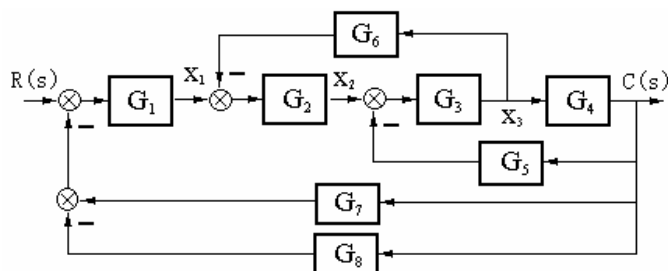 G₆
R(s)
G₁
X₁
−
G₂
X₂
−
G₃
X₃
G₄
C(s)
−
G₅
−
G₇
G₈